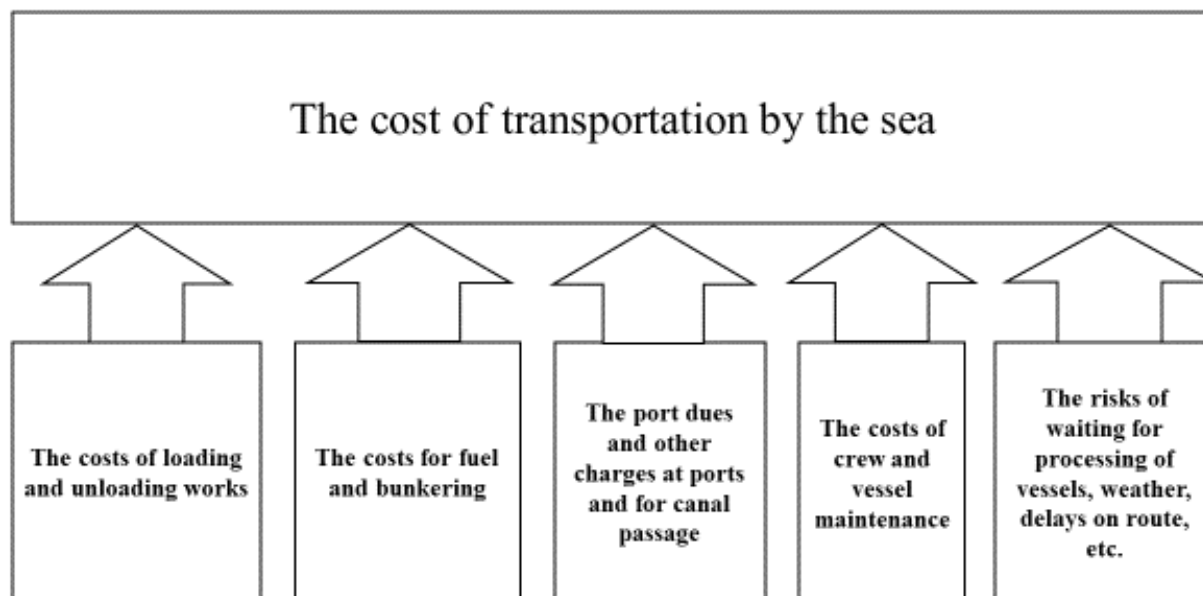 The cost of transportation by the sea
The costs of loading
and unloading works
The costs for fuel
and bunkering
The port dues
and other
charges at ports
and for canal
passage
The costs of
crew and
vessel
maintenance
The risks of
waiting for
processing of
vessels, weather,
delays on route,
etc.